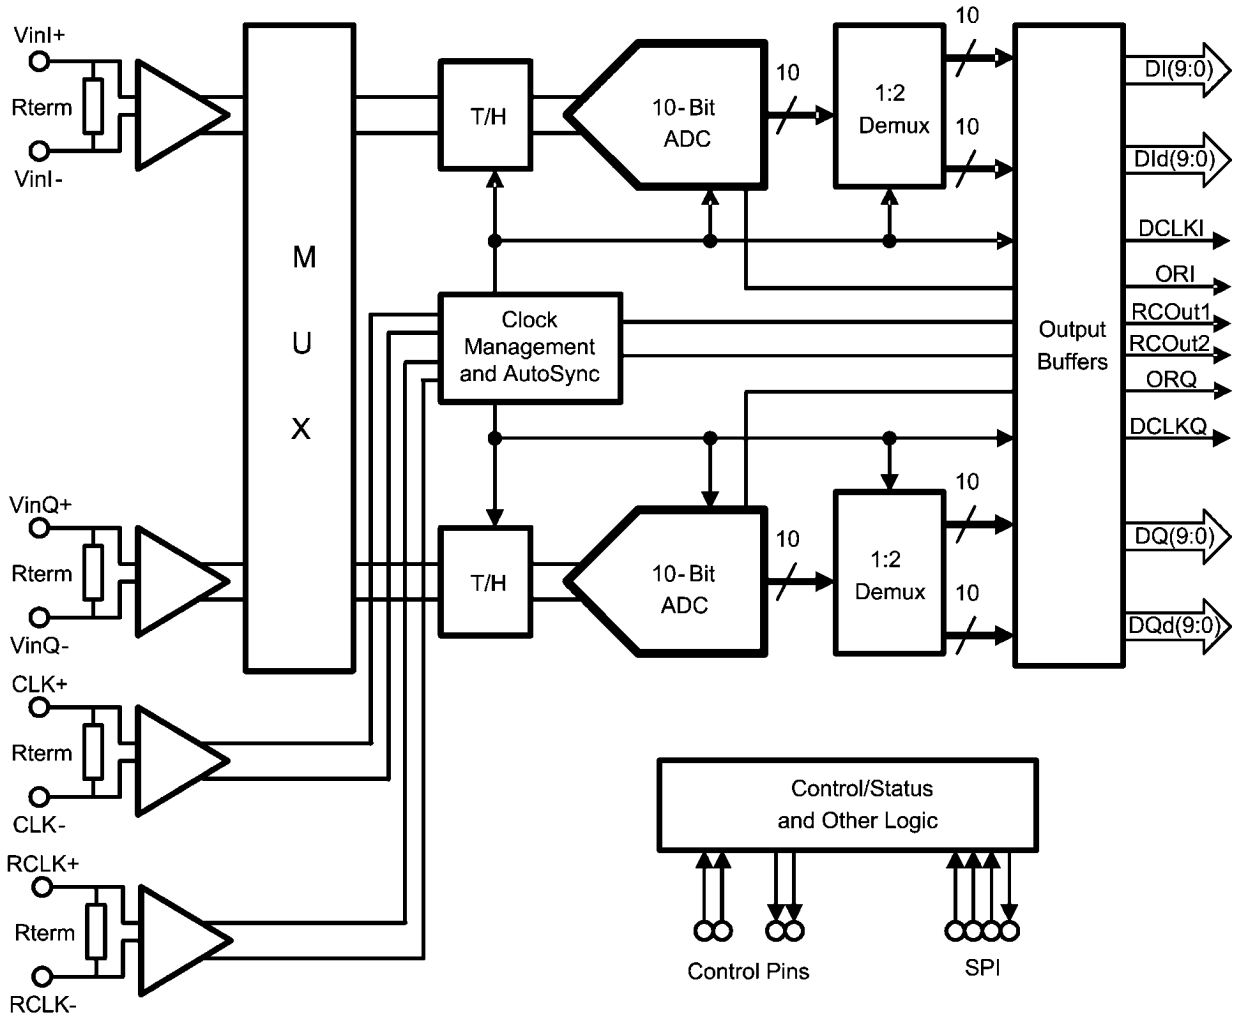 VinI+
Rterm
VinI-
M
U
X
T/H
10-Bit
ADC
10
1:2
Demux
10
10
DI(9:0)
DId(9:0)
DCLKI
ORI
RCOut1
RCOut2
ORQ
DCLKQ
Clock
Management
and AutoSync
Output
Buffers
VinQ+
Rterm
VinQ-
T/H
10-Bit
ADC
10
1:2
Demux
10
10
DQ(9:0)
DQd(9:0)
CLK+
Rterm
CLK-
RCLK+
Rterm
RCLK-
Control/Status
and Other Logic
Control Pins
SPI